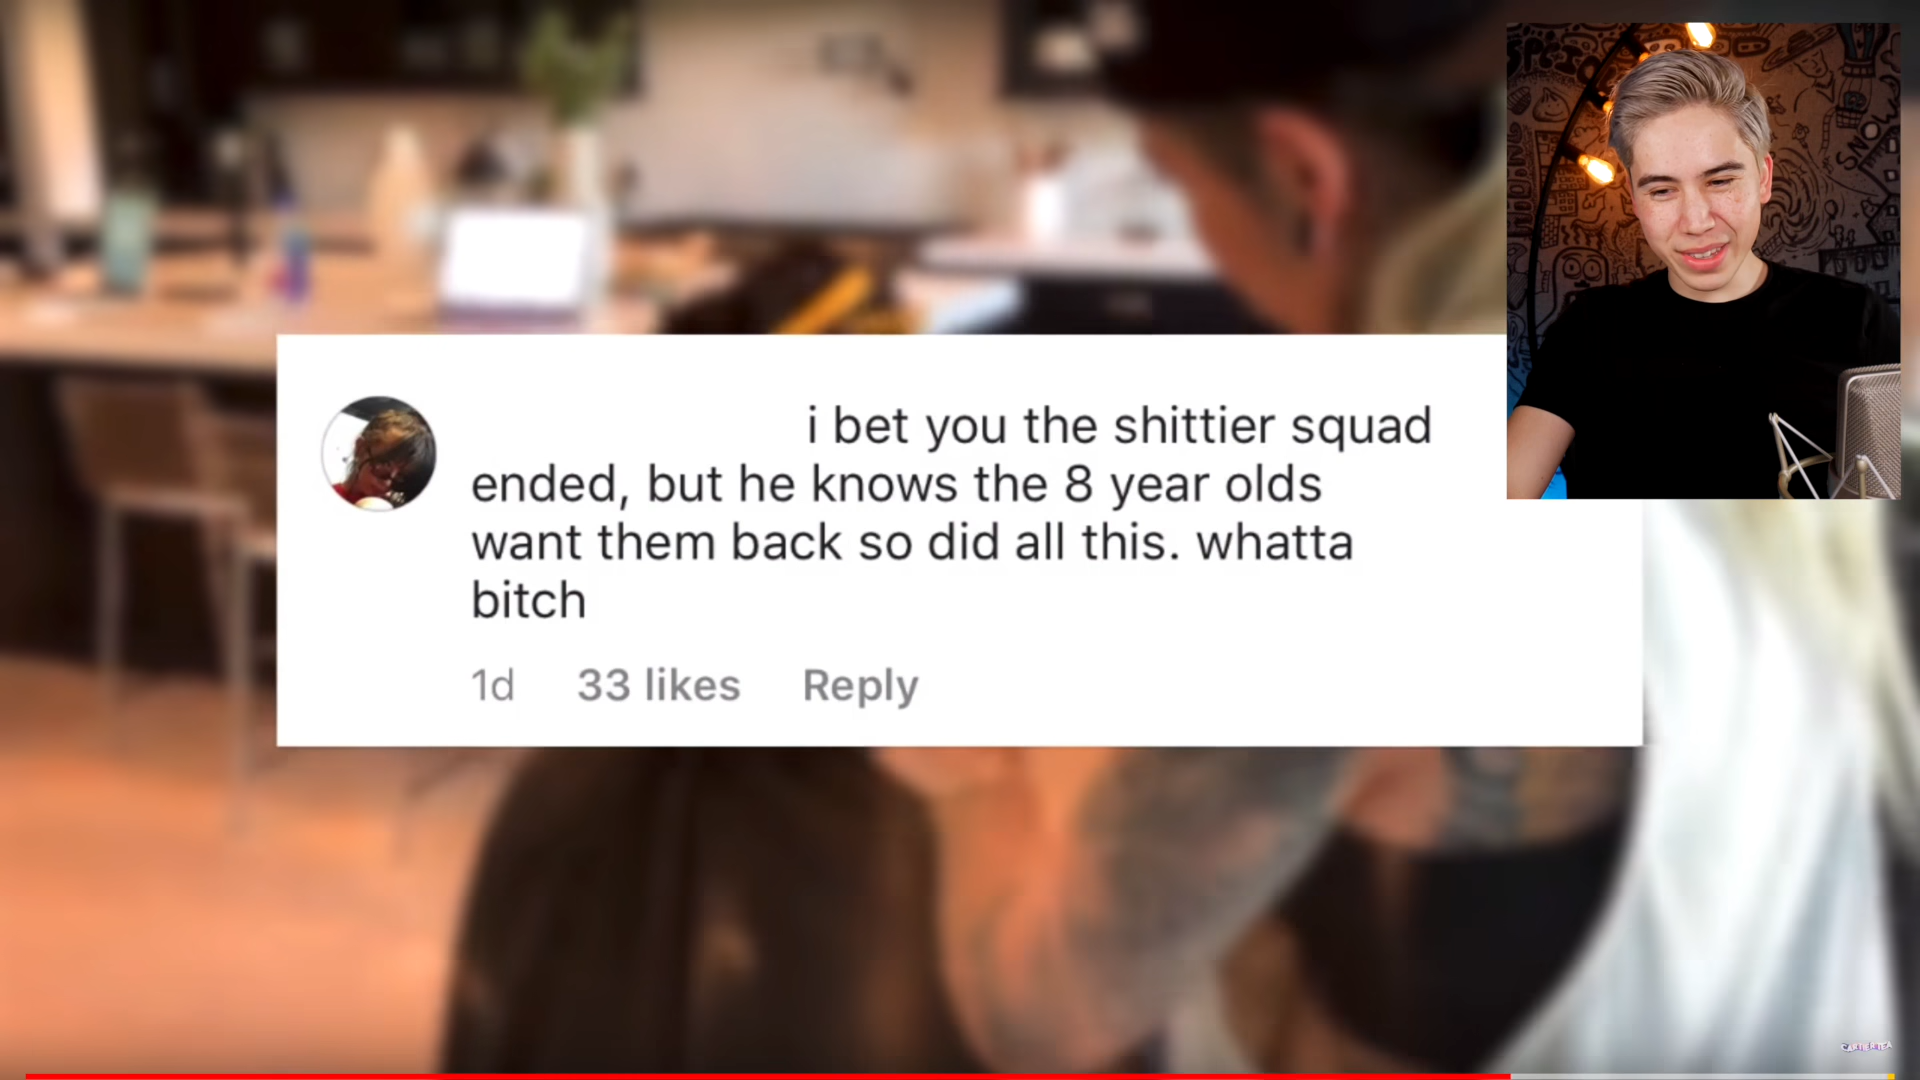 i bet you the shittier squad
ended, but he knows the 8 year olds
want them back so did all this. whatta
bitch
1d 33 likes Reply
CARTERTEA